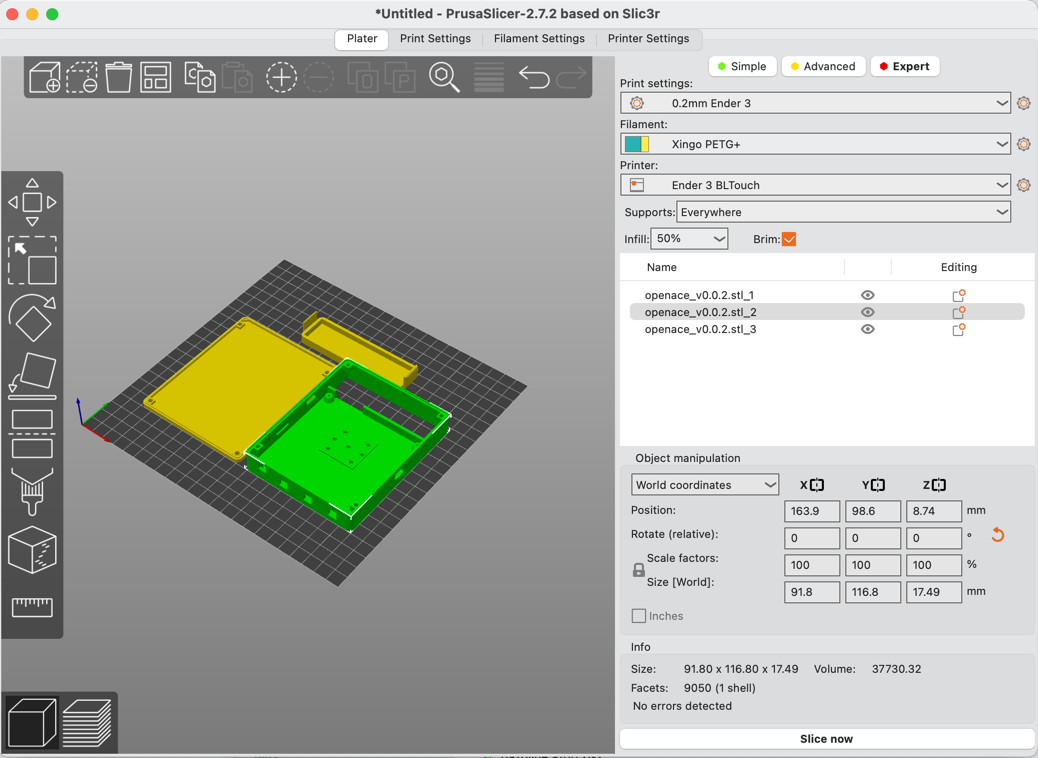 *Untitled - PrusaSlicer-2.7.2 based on Slic3r
Plater Print Settings Filament Settings Printer Settings
Simple Advanced Expert
Print settings:
0.2mm Ender 3
Filament:
Xingo PETG+
Printer:
Ender 3 BLTouch
Supports: Everywhere
Infill: 50% Brim:
Name Editing
openace_v0.0.2.stl_1
openace_v0.0.2.stl_2
openace_v0.0.2.stl_3
Object manipulation
World coordinates X Y Z
Position: 163.9 98.6 8.74 mm
Rotate (relative): 0 0 0 °
Scale factors: 100 100 100 %
Size [World]: 91.8 116.8 17.49 mm
Inches
Info
Size: 91.80 x 116.80 x 17.49 Volume: 37730.32
Facets: 9050 (1 shell)
No errors detected
Slice now